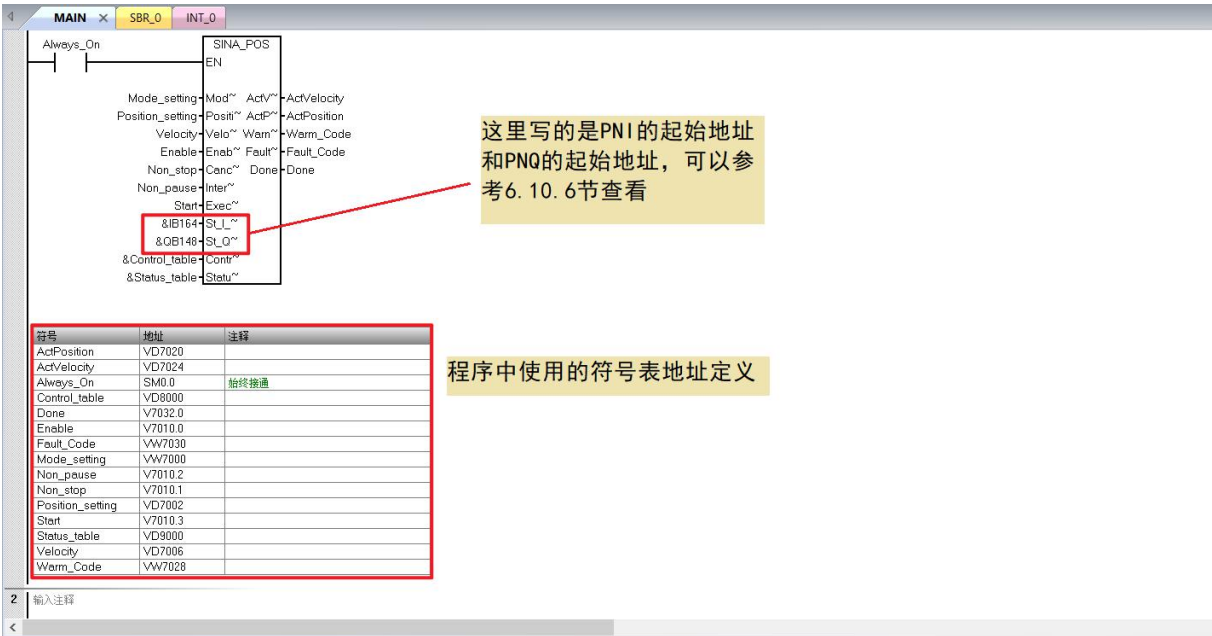 MAIN × SBR_0 INT_0
Always_On SINA_POS
EN
Mode_setting Mod~ ActV~ ActVelocity
Position_setting Positi~ ActP~ ActPosition
Velocity Velo~ Warn~ Warm_Code
Enable Enab~ Fault~ Fault_Code
Non_stop Canc~ Done Done
Non_pause Inter~
Start Exec~
&IB164 St_I_~
&QB148 St_Q~
&Control_table Contr~
&Status_table Statu~
这里写的是PNI的起始地址
和PNQ的起始地址，可以参
考6.10.6节查看
符号 地址 注释
ActPosition VD7020
ActVelocity VD7024
Always_On SM0.0 始终接通
Control_table VD8000
Done V7032.0
Enable V7010.0
Fault_Code VW7030
Mode_setting VW7000
Non_pause V7010.2
Non_stop V7010.1
Position_setting VD7002
Start V7010.3
Status_table VD9000
Velocity VD7006
Warm_Code VW7028
程序中使用的符号表地址定义
2 输入注释